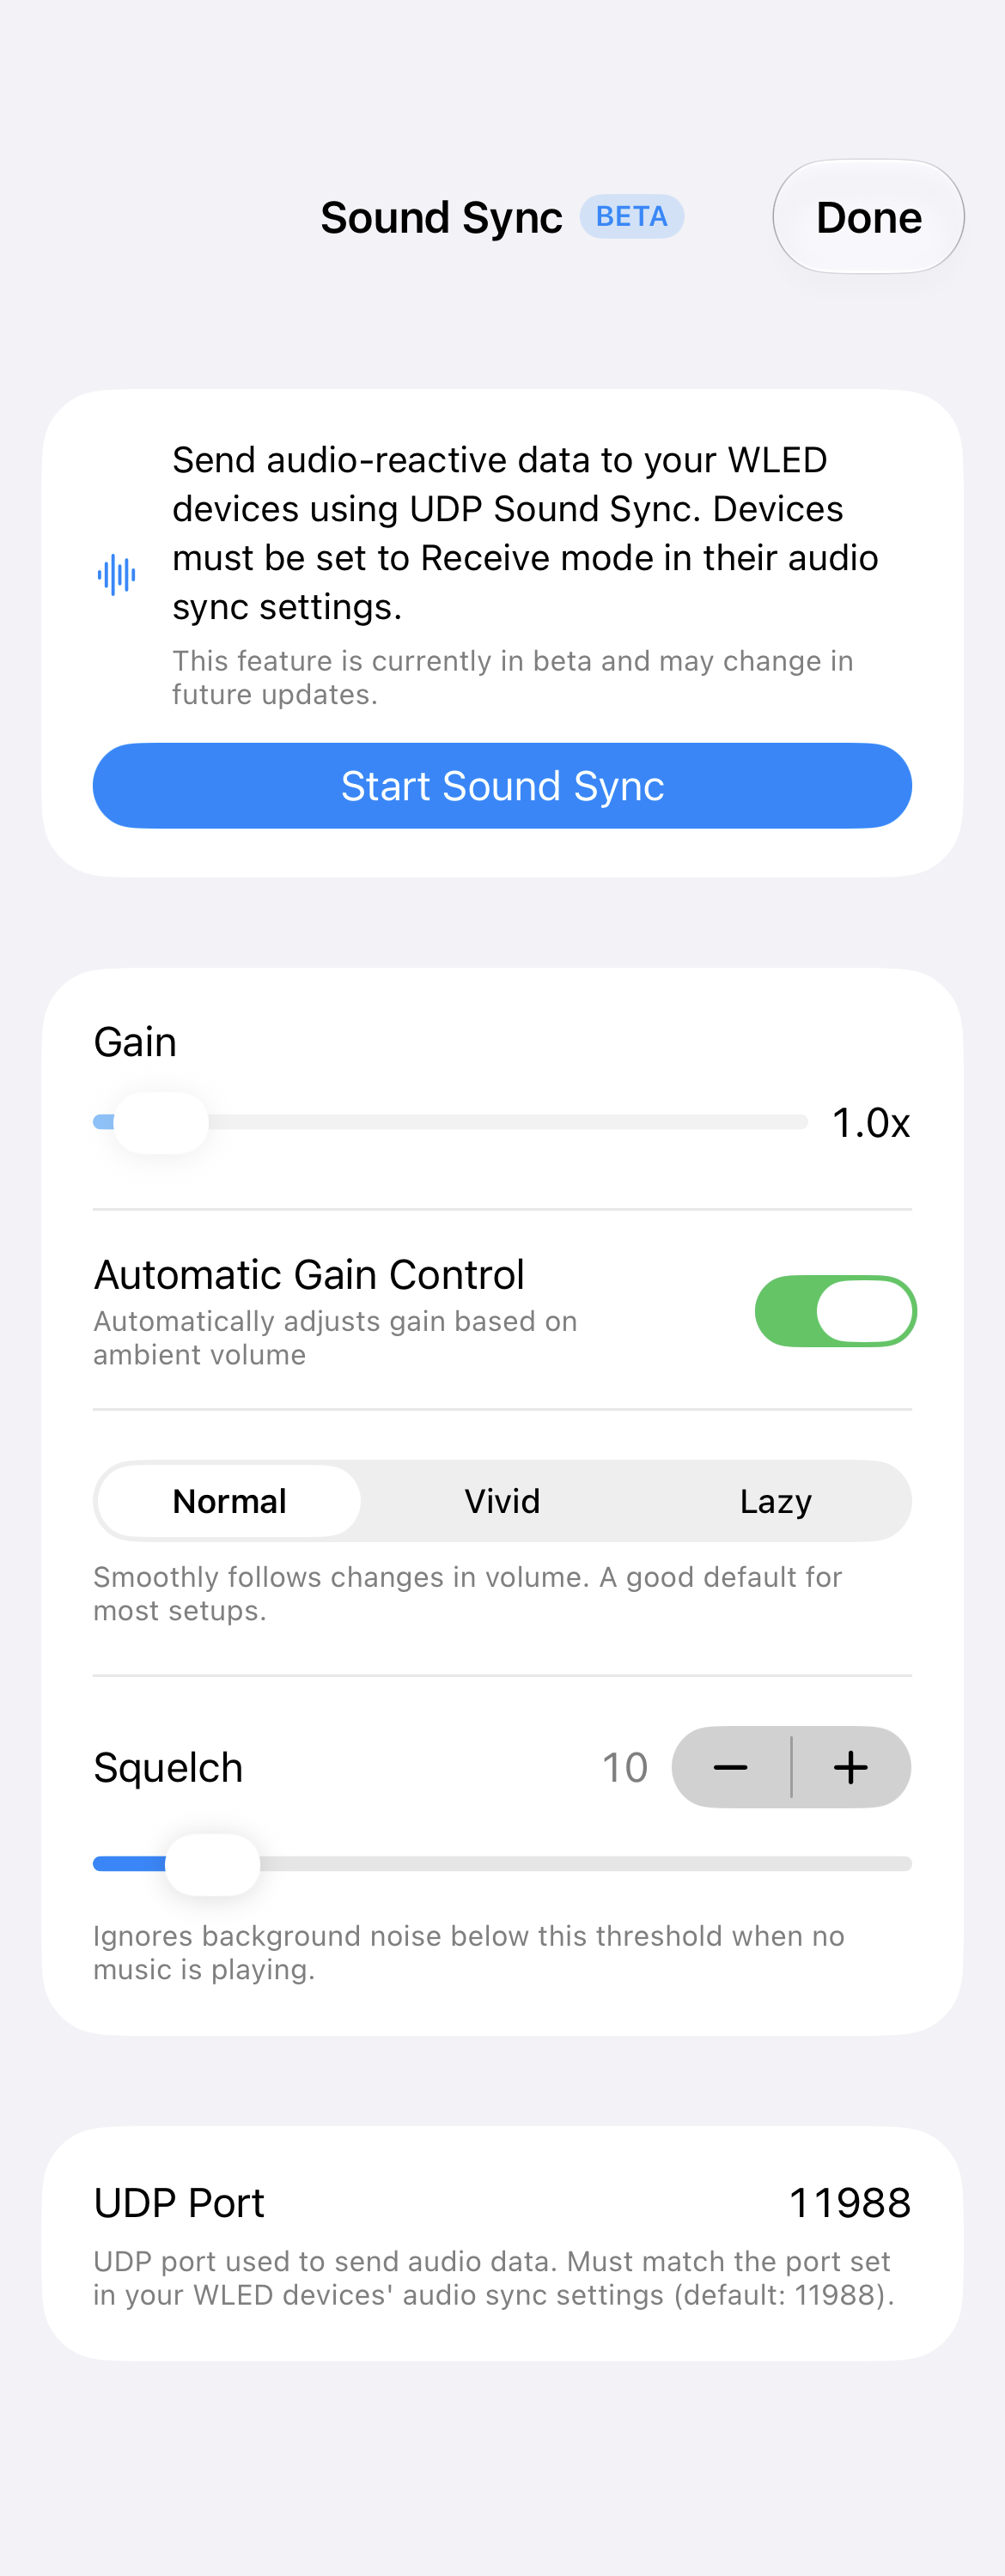 Sound Sync BETA
Done
Send audio-reactive data to your WLED
devices using UDP Sound Sync. Devices
must be set to Receive mode in their audio
sync settings.
This feature is currently in beta and may change in
future updates.
Start Sound Sync
Gain
1.0x
Automatic Gain Control
Automatically adjusts gain based on
ambient volume
Normal Vivid Lazy
Smoothly follows changes in volume. A good default for
most setups.
Squelch 10 − +
Ignores background noise below this threshold when no
music is playing.
UDP Port 11988
UDP port used to send audio data. Must match the port set
in your WLED devices' audio sync settings (default: 11988).